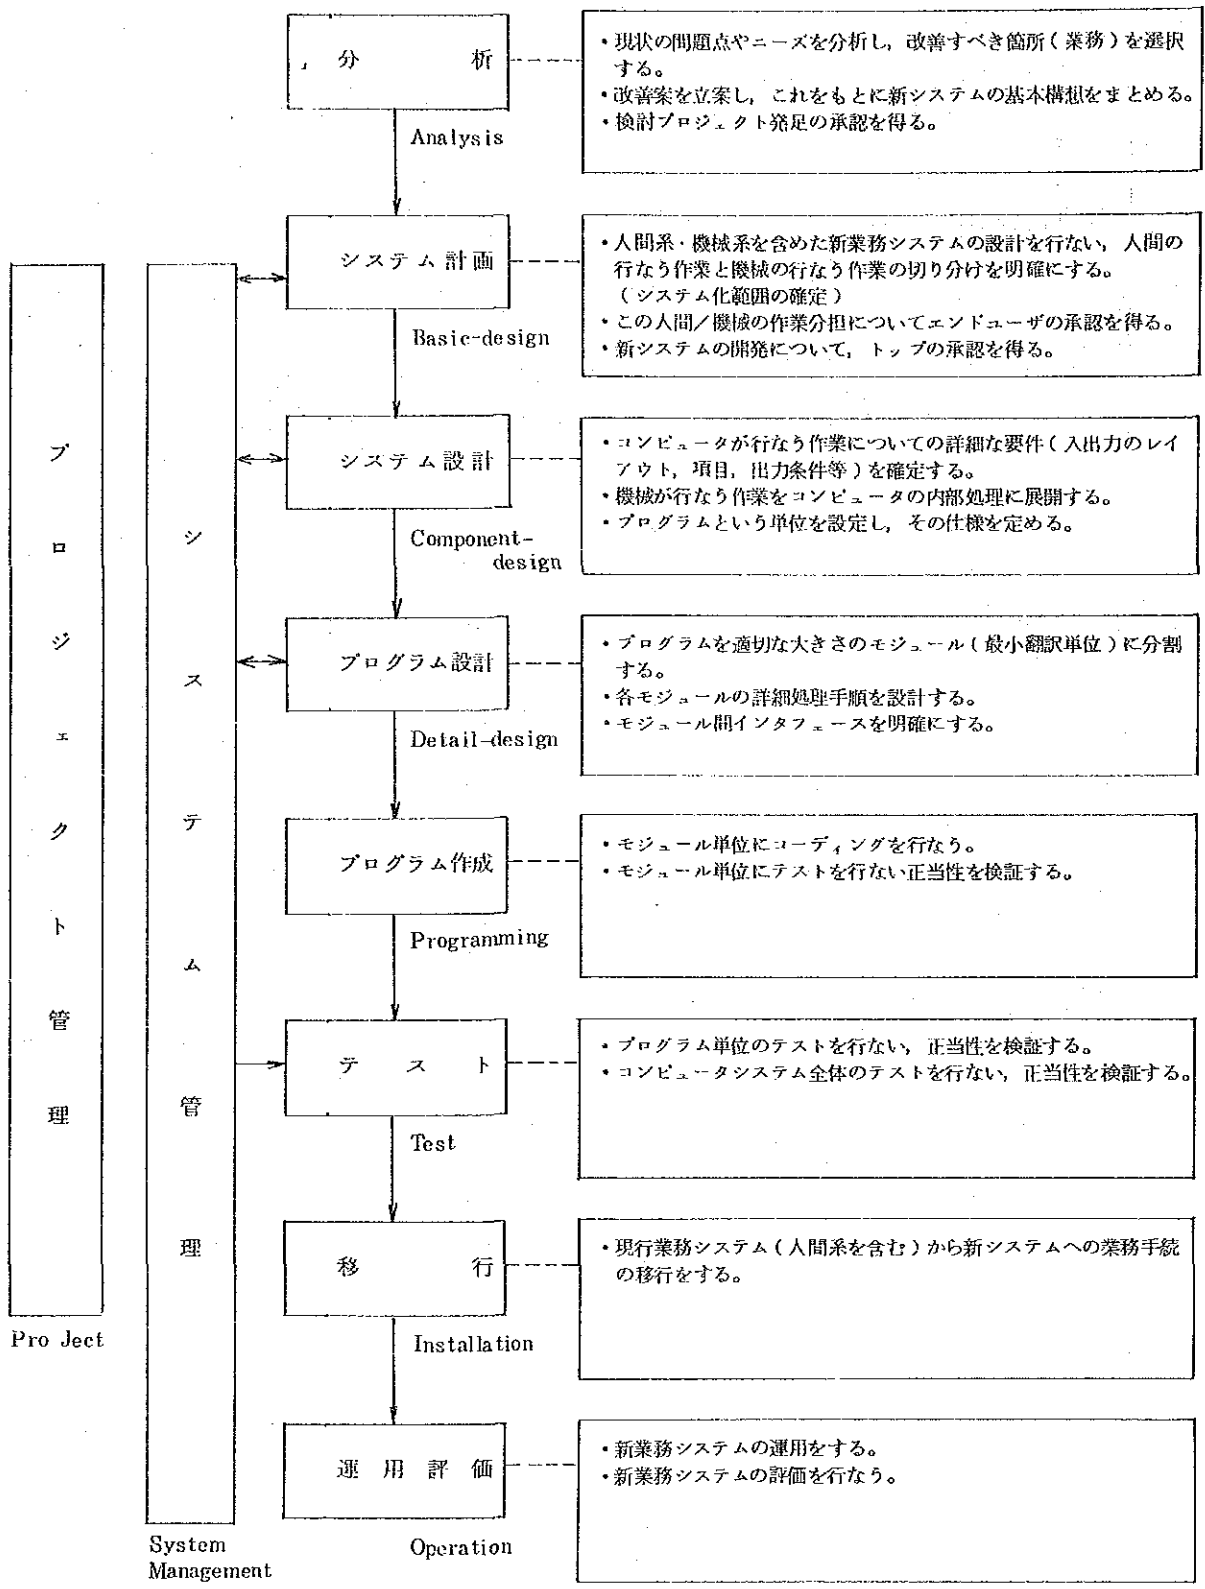 分析
Analysis
・現状の問題点やニーズを分析し,改善すべき箇所(業務)を選択
する。
・改善案を立案し,これをもとに新システムの基本構想をまとめる。
・検討プロジェクト発足の承認を得る。
システム計画
Basic-design
・人間系・機械系を含めた新業務システムの設計を行ない,人間の
行なう作業と機械の行なう作業の切り分けを明確にする。
(システム化範囲の確定)
・この人間/機械の作業分担についてエンドユーザの承認を得る。
・新システムの開発について,トップの承認を得る。
システム設計
Component-
design
・コンピュータが行なう作業についての詳細な要件(入出力のレイ
アウト,項目,出力条件等)を確定する。
・機械が行なう作業をコンピュータの内部処理に展開する。
・プログラムという単位を設定し,その仕様を定める。
プログラム設計
Detail-design
・プログラムを適切な大きさのモジュール(最小翻訳単位)に分割
する。
・各モジュールの詳細処理手順を設計する。
・モジュール間インタフェースを明確にする。
プログラム作成
Programming
・モジュール単位にコーディングを行なう。
・モジュール単位にテストを行ない正当性を検証する。
テスト
Test
・プログラム単位のテストを行ない,正当性を検証する。
・コンピュータシステム全体のテストを行ない,正当性を検証する。
移行
Installation
・現行業務システム(人間系を含む)から新システムへの業務手続
の移行をする。
運用評価
Operation
・新業務システムの運用をする。
・新業務システムの評価を行なう。
プロジェクト管理
Pro Ject
システム管理
System
Management